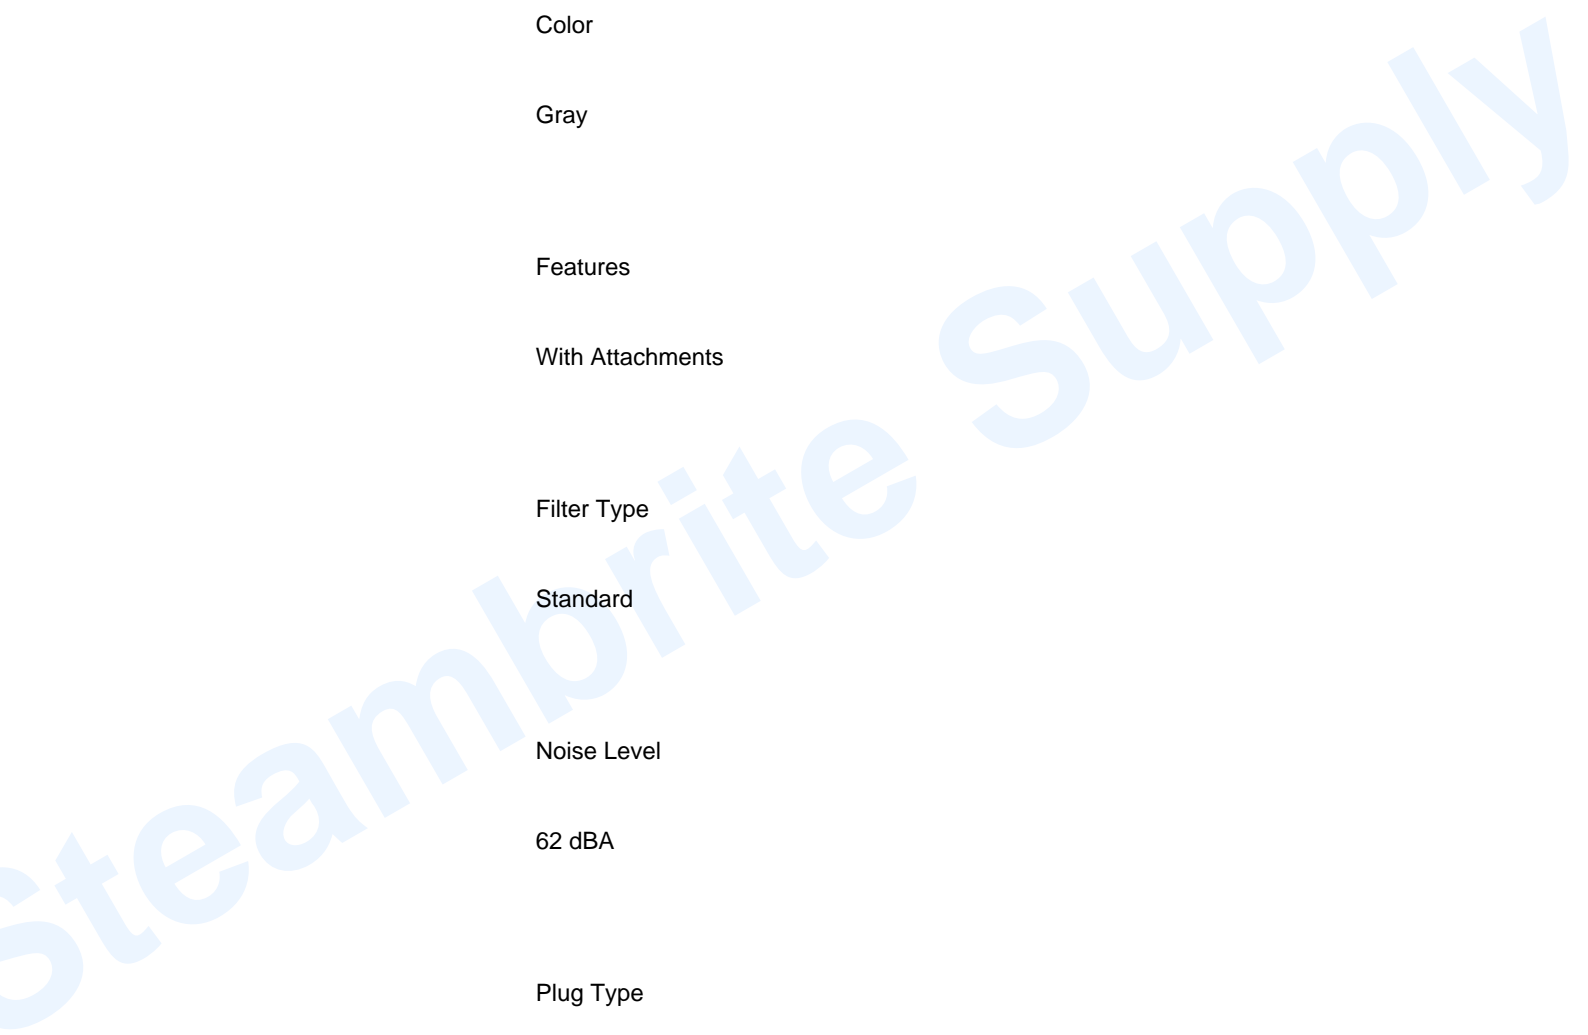 Color
Gray
Features
With Attachments
Filter Type
Standard
Noise Level
62 dBA
Plug Type
Steambrite Supply